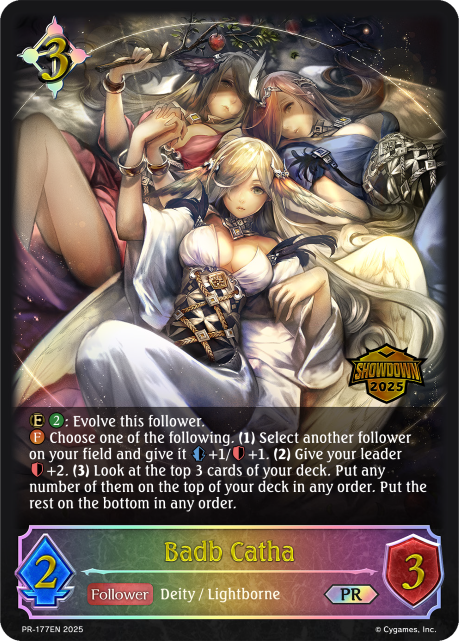 3
SHOWDOWN
2025
E 2: Evolve this follower.
F Choose one of the following. (1) Select another follower
on your field and give it +1/ +1. (2) Give your leader
+2. (3) Look at the top 3 cards of your deck. Put any
number of them on the top of your deck in any order. Put the
rest on the bottom in any order.
Badb Catha
2
Follower Deity / Lightborne
PR
3
PR-177EN 2025
© Cygames, Inc.